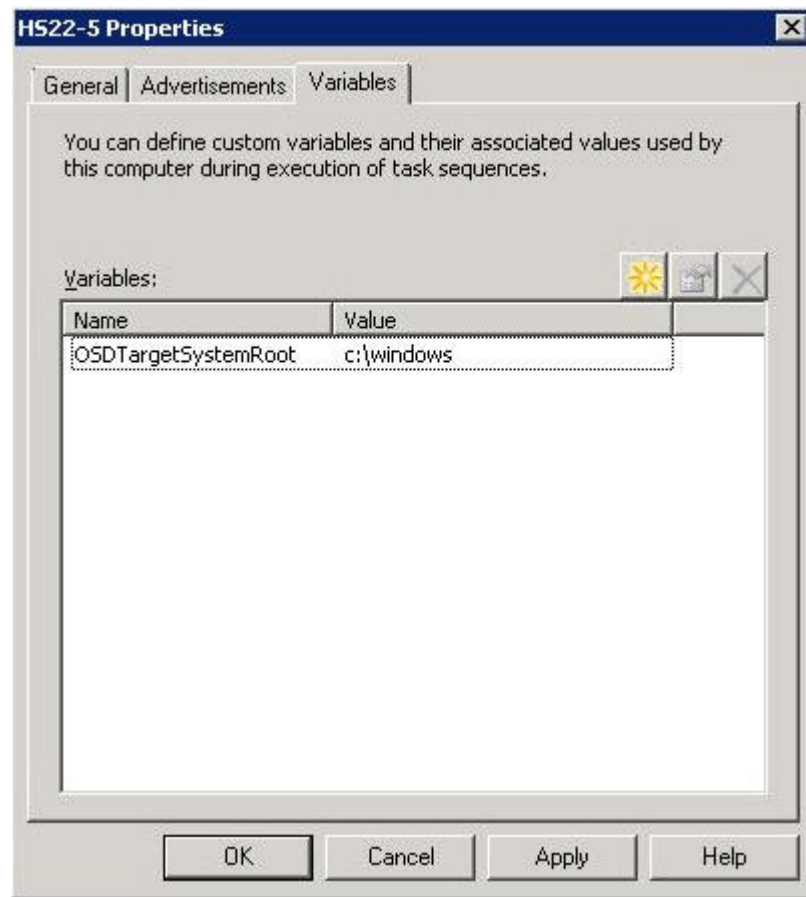 HS22-5 Properties
General Advertisements Variables
You can define custom variables and their associated values used by
this computer during execution of task sequences.
Variables:
Name Value
OSDTargetSystemRoot c:\windows
OK Cancel Apply Help